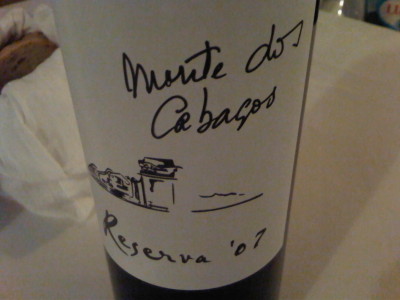 Monte dos
Cabaços
Reserva '07